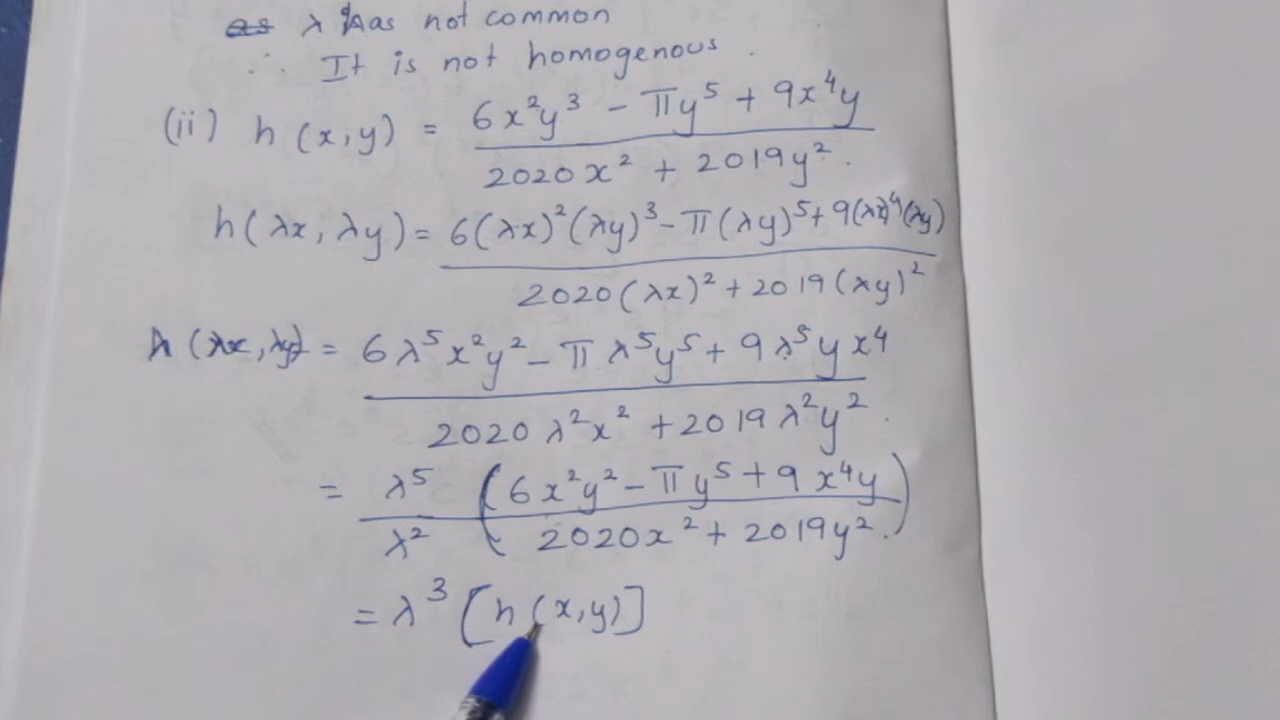 as λ has not common
∴ It is not homogenous.
(ii) h(x,y) = 6x²y³ - πy⁵ + 9x⁴y / 2020x² + 2019y².
h(λx, λy) = 6(λx)²(λy)³ - π(λy)⁵ + 9(λx)⁴(λy) / 2020(λx)² + 2019(λy)²
h(λx, λy) = 6λ⁵x²y² - πλ⁵y⁵ + 9λ⁵yx⁴ / 2020λ²x² + 2019λ²y².
= λ⁵/λ² (6x²y² - πy⁵ + 9x⁴y / 2020x² + 2019y².)
= λ³ [h(x,y)]